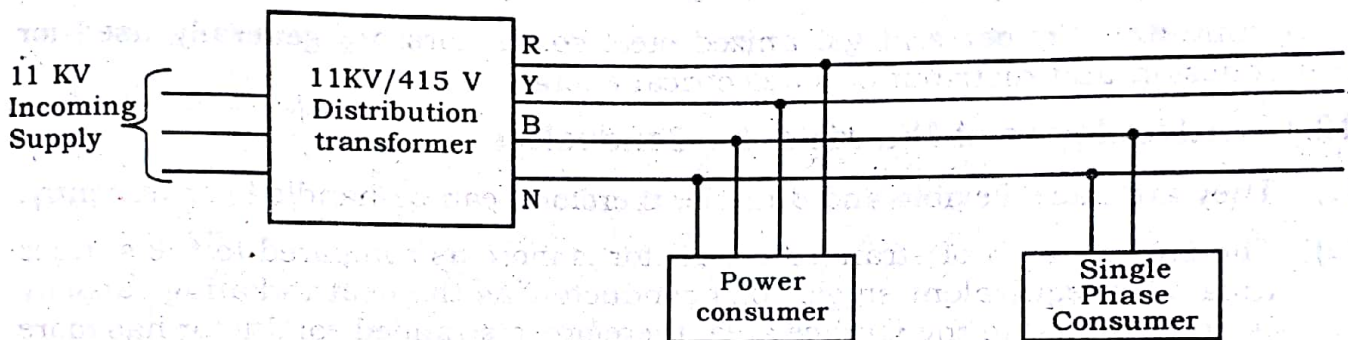 11 KV
Incoming
Supply
11KV/415 V
Distribution
transformer
R
Y
B
N
Power
consumer
Single
Phase
Consumer